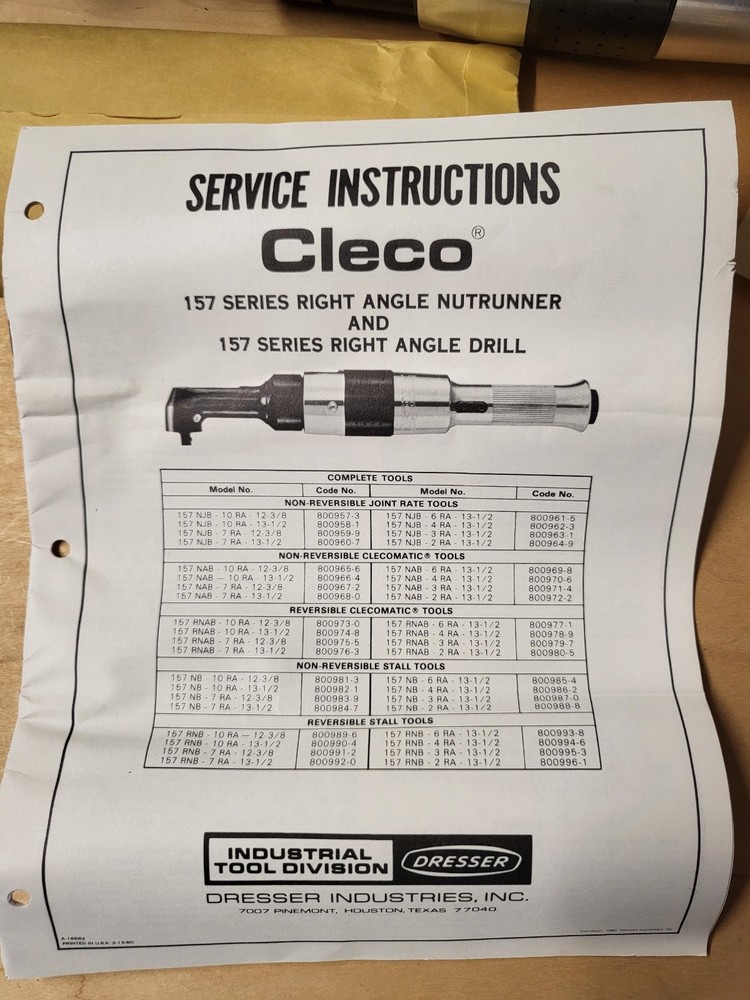 SERVICE INSTRUCTIONS
Cleco®
157 SERIES RIGHT ANGLE NUTRUNNER
AND
157 SERIES RIGHT ANGLE DRILL
COMPLETE TOOLS
Model No. Code No. Model No. Code No.
NON-REVERSIBLE JOINT RATE TOOLS
157 NJB - 10 RA - 12-3/8 800957-3 157 NJB - 6 RA - 13-1/2 800961-5
157 NJB - 10 RA - 13-1/2 800958-1 157 NJB - 4 RA - 13-1/2 800962-3
157 NJB - 7 RA - 12-3/8 800959-9 157 NJB - 3 RA - 13-1/2 800963-1
157 NJB - 7 RA - 13-1/2 800960-7 157 NJB - 2 RA - 13-1/2 800964-9
NON-REVERSIBLE CLECOMATIC® TOOLS
157 NAB - 10 RA - 12-3/8 800965-6 157 NAB - 6 RA - 13-1/2 800969-8
157 NAB — 10 RA - 13-1/2 800966-4 157 NAB - 4 RA - 13-1/2 800970-6
157 NAB - 7 RA - 12-3/8 800967-2 157 NAB - 3 RA - 13-1/2 800971-4
157 NAB - 7 RA - 13-1/2 800968-0 157 NAB - 2 RA - 13-1/2 800972-2
REVERSIBLE CLECOMATIC® TOOLS
157 RNAB - 10 RA - 12-3/8 800973-0 157 RNAB - 6 RA - 13-1/2 800977-1
157 RNAB - 10 RA - 13-1/2 800974-8 157 RNAB - 4 RA - 13-1/2 800978-9
157 RNAB - 7 RA - 12-3/8 800975-5 157 RNAB - 3 RA - 13-1/2 800979-7
157 RNAB - 7 RA - 13-1/2 800976-3 157 RNAB - 2 RA - 13-1/2 800980-5
NON-REVERSIBLE STALL TOOLS
157 NB - 10 RA - 12-3/8 800981-3 157 NB - 6 RA - 13-1/2 800985-4
157 NB - 10 RA - 13-1/2 800982-1 157 NB - 4 RA - 13-1/2 800986-2
157 NB - 7 RA - 12-3/8 800983-9 157 NB - 3 RA - 13-1/2 800987-0
157 NB - 7 RA - 13-1/2 800984-7 157 NB - 2 RA - 13-1/2 800988-8
REVERSIBLE STALL TOOLS
157 RNB - 10 RA — 12-3/8 800989-6 157 RNB - 6 RA - 13-1/2 800993-8
157 RNB - 10 RA - 13-1/2 800990-4 157 RNB - 4 RA - 13-1/2 800994-6
157 RNB - 7 RA - 12-3/8 800991-2 157 RNB - 3 RA - 13-1/2 800995-3
157 RNB - 7 RA - 13-1/2 800992-0 157 RNB - 2 RA - 13-1/2 800996-1
INDUSTRIAL
TOOL DIVISION
DRESSER
DRESSER INDUSTRIES, INC.
7007 PINEMONT, HOUSTON, TEXAS 77040
PRINTED IN U.S.A.